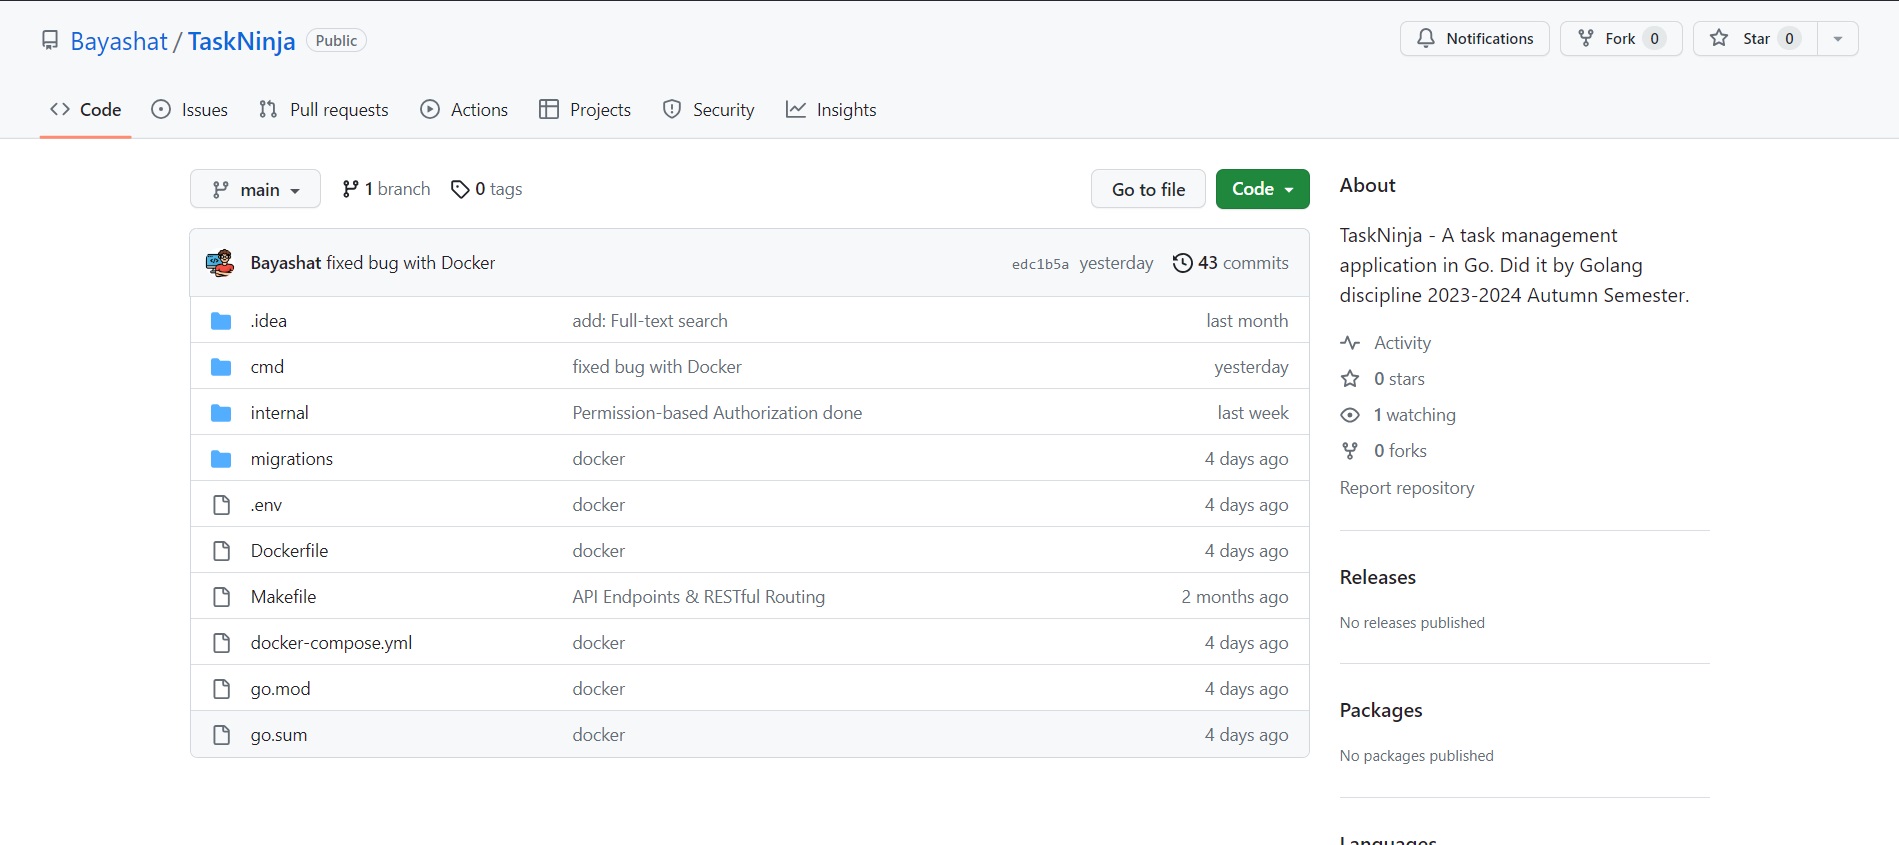 Bayashat / TaskNinja Public
Notifications Fork 0 Star 0
Code Issues Pull requests Actions Projects Security Insights
main 1 branch 0 tags Go to file Code
Bayashat fixed bug with Docker edc1b5a yesterday 43 commits
.idea add: Full-text search last month
cmd fixed bug with Docker yesterday
internal Permission-based Authorization done last week
migrations docker 4 days ago
.env docker 4 days ago
Dockerfile docker 4 days ago
Makefile API Endpoints & RESTful Routing 2 months ago
docker-compose.yml docker 4 days ago
go.mod docker 4 days ago
go.sum docker 4 days ago
About
TaskNinja - A task management
application in Go. Did it by Golang
discipline 2023-2024 Autumn Semester.
Activity
0 stars
1 watching
0 forks
Report repository
Releases
No releases published
Packages
No packages published
Languages